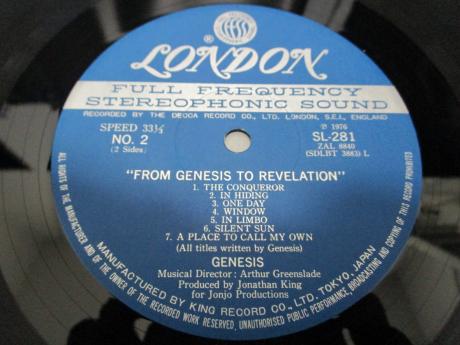 LONDON
FULL FREQUENCY
STEREOPHONIC SOUND
RECORDED BY THE DECCA RECORD CO., LTD. LONDON, S.E.I., ENGLAND
SPEED 33⅓
NO. 2
(2 Sides)
℗ 1976
SL-281
ZAL 8840
(SDLBT 3883) L
"FROM GENESIS TO REVELATION"
1. THE CONQUEROR
2. IN HIDING
3. ONE DAY
4. WINDOW
5. IN LIMBO
6. SILENT SUN
7. A PLACE TO CALL MY OWN
(All titles written by Genesis)
GENESIS
Musical Director : Arthur Greenslade
Produced by Jonathan King
for Jonjo Productions
MANUFACTURED BY KING RECORD CO., LTD. TOKYO, JAPAN
ALL RIGHTS OF THE MANUFACTURER AND OF THE OWNER OF THE RECORDED WORK RESERVED, UNAUTHORISED PUBLIC PERFORMANCE, BROADCASTING AND COPYING OF THIS RECORD PROHIBITED